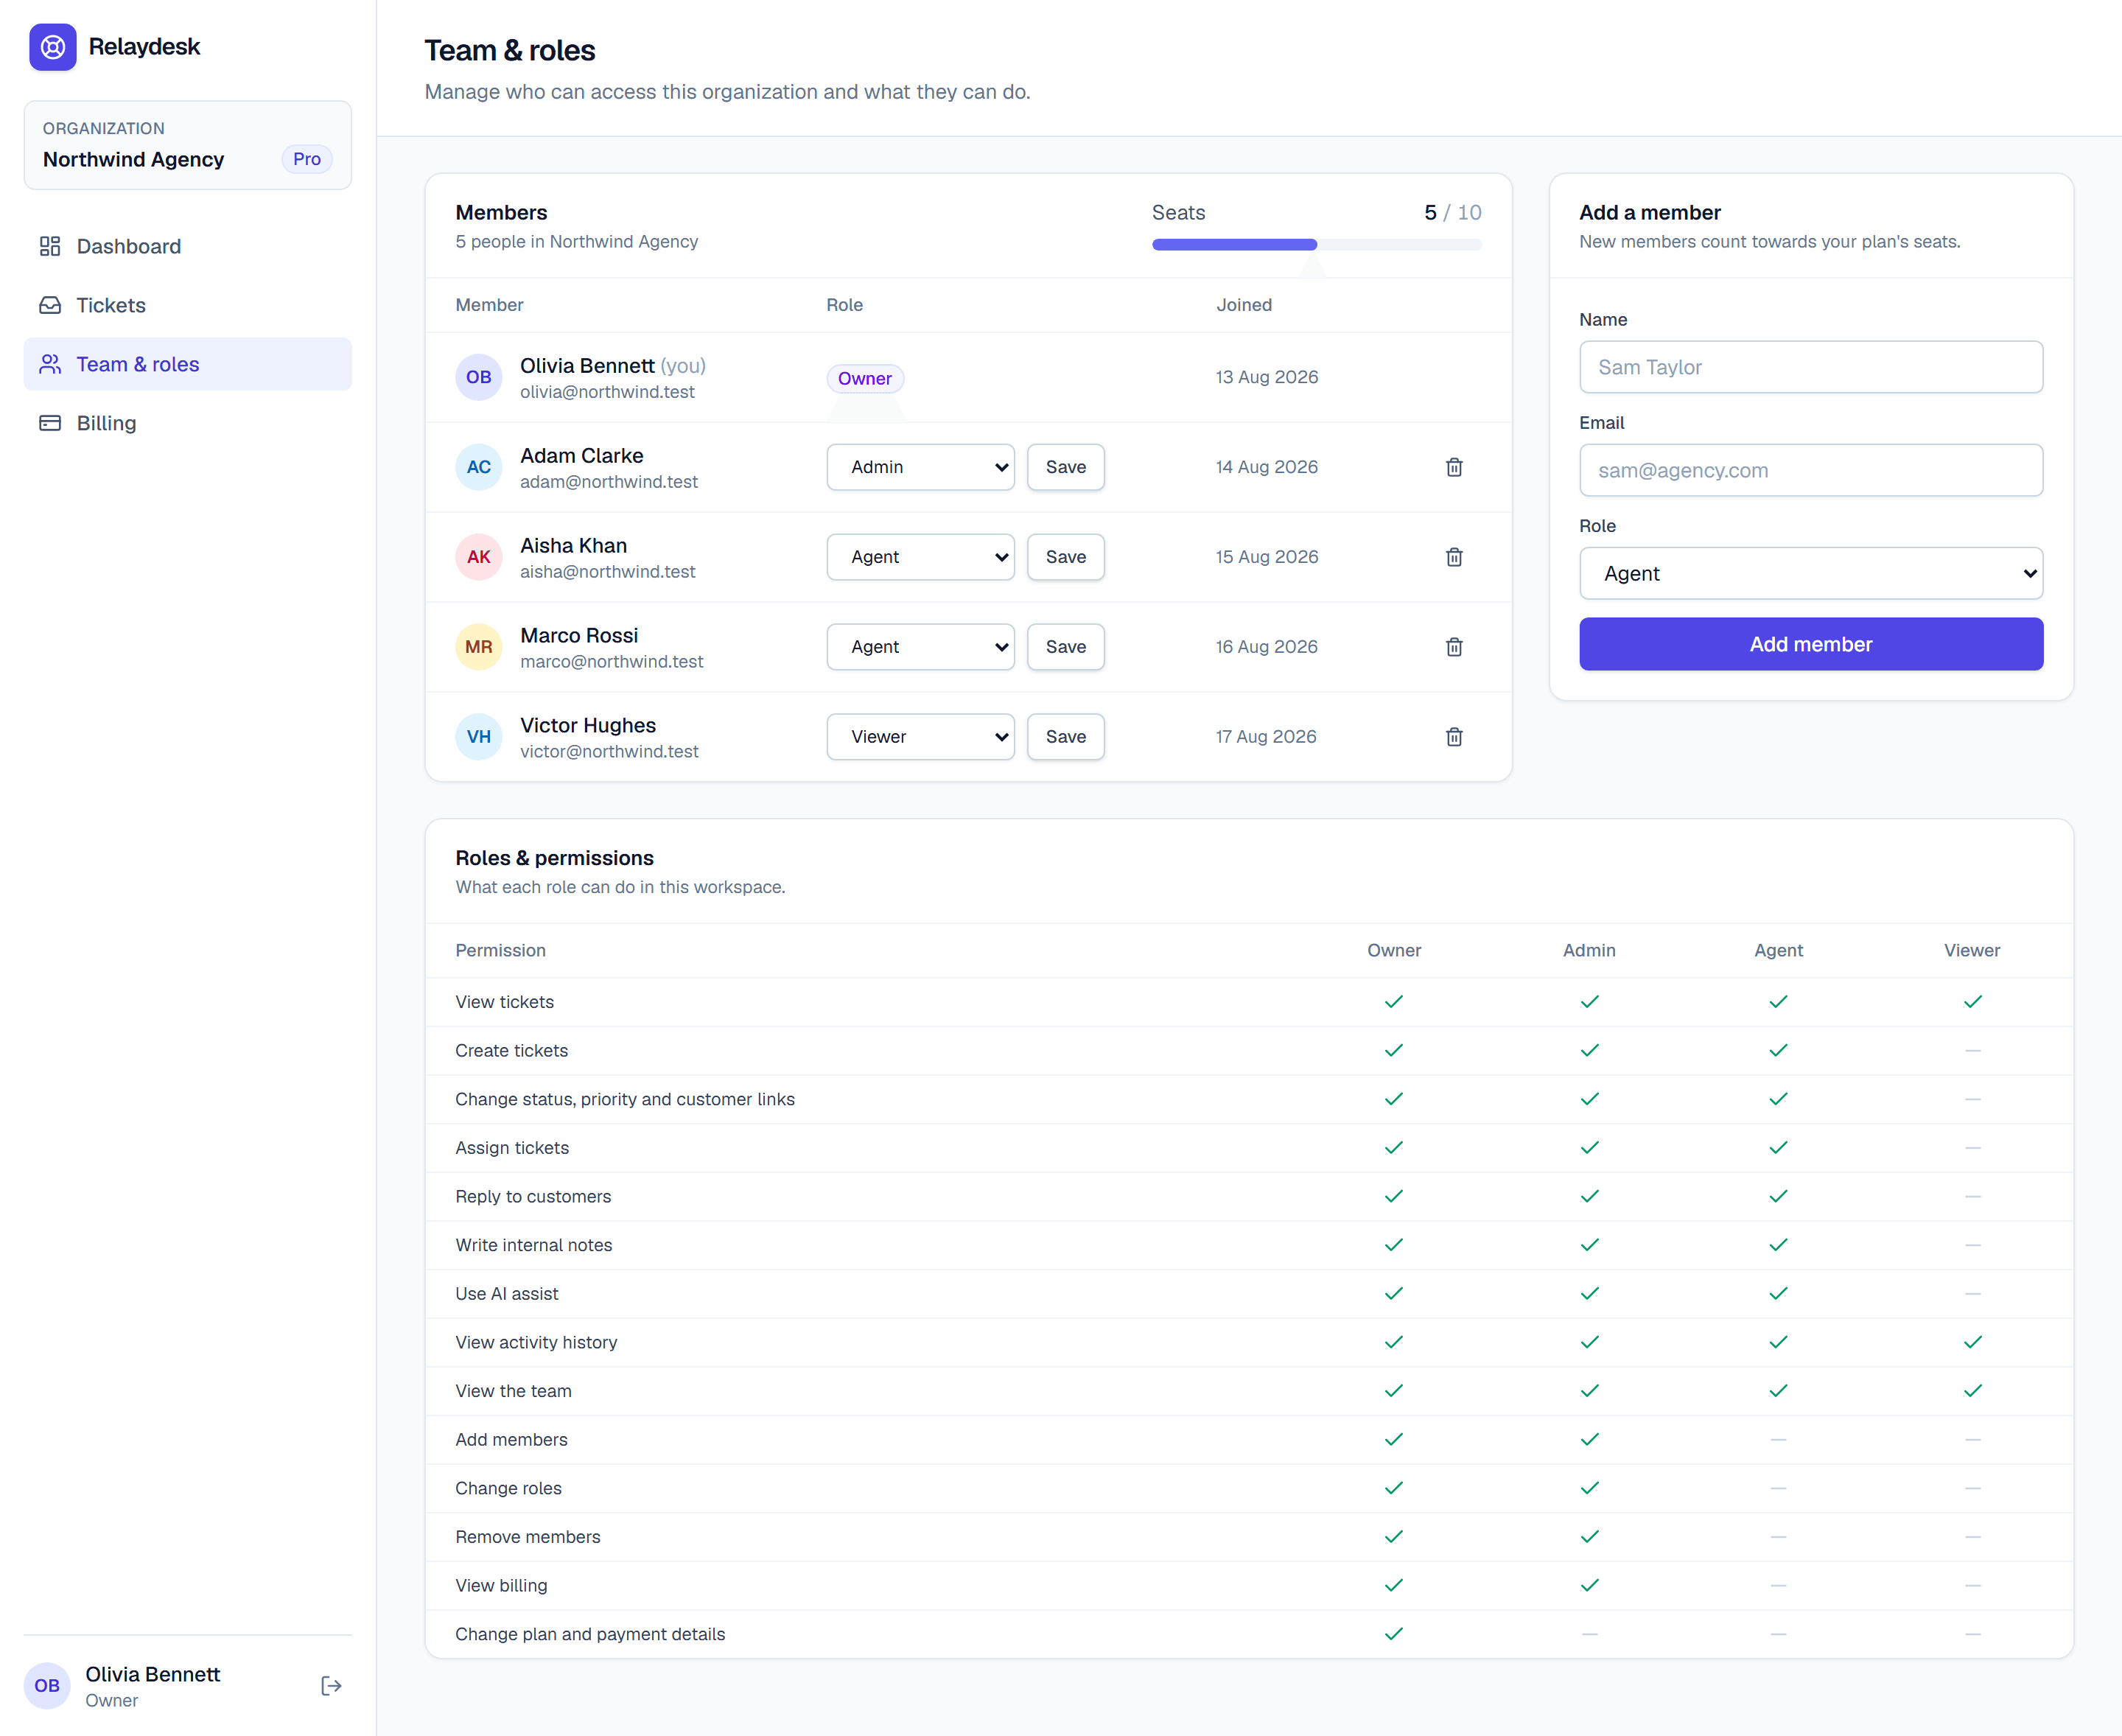 Relaydesk
ORGANIZATION
Northwind Agency
Pro
Dashboard
Tickets
Team & roles
Billing
OB
Olivia Bennett
Owner
Team & roles
Manage who can access this organization and what they can do.
Members
5 people in Northwind Agency
Seats
5 / 10
Member Role Joined
OB
Olivia Bennett (you)
olivia@northwind.test
Owner
13 Aug 2026
AC
Adam Clarke
adam@northwind.test
Admin
Save
14 Aug 2026
AK
Aisha Khan
aisha@northwind.test
Agent
Save
15 Aug 2026
MR
Marco Rossi
marco@northwind.test
Agent
Save
16 Aug 2026
VH
Victor Hughes
victor@northwind.test
Viewer
Save
17 Aug 2026
Add a member
New members count towards your plan's seats.
Name
Sam Taylor
Email
sam@agency.com
Role
Agent
Add member
Roles & permissions
What each role can do in this workspace.
Permission Owner Admin Agent Viewer
View tickets
Create tickets
Change status, priority and customer links
Assign tickets
Reply to customers
Write internal notes
Use AI assist
View activity history
View the team
Add members
Change roles
Remove members
View billing
Change plan and payment details